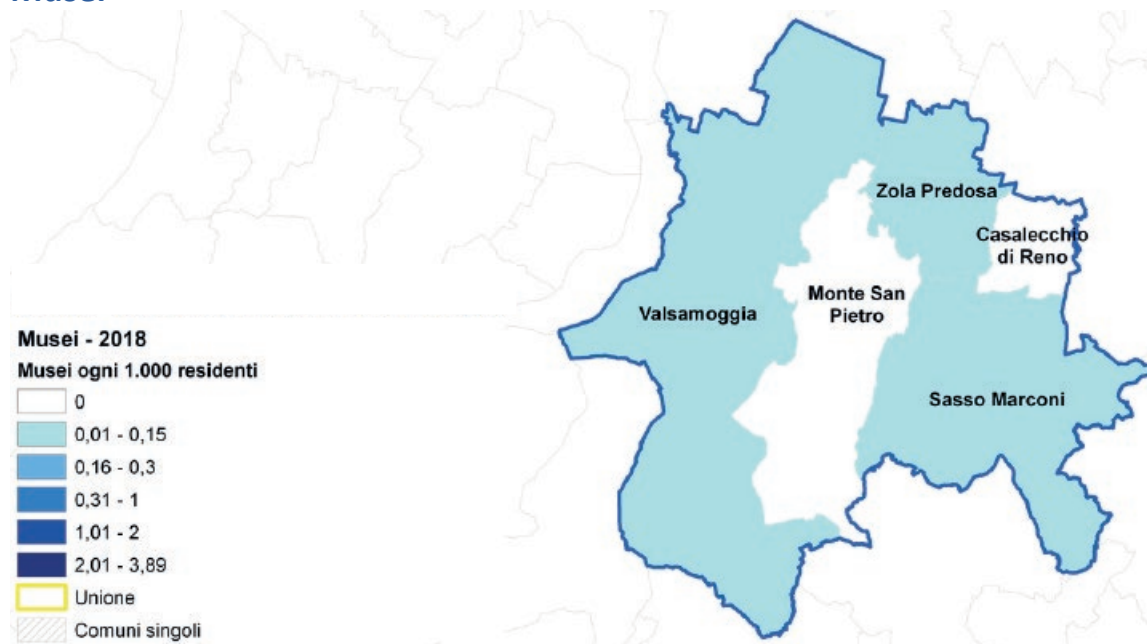 Zola Predosa
Casalecchio
di Reno
Monte San
Pietro
Valsamoggia
Sasso Marconi
Musei - 2018
Musei ogni 1.000 residenti
0
0,01 - 0,15
0,16 - 0,3
0,31 - 1
1,01 - 2
2,01 - 3,89
Unione
Comuni singoli